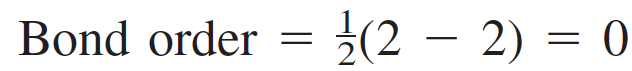 Bond order = ½(2 − 2) = 0